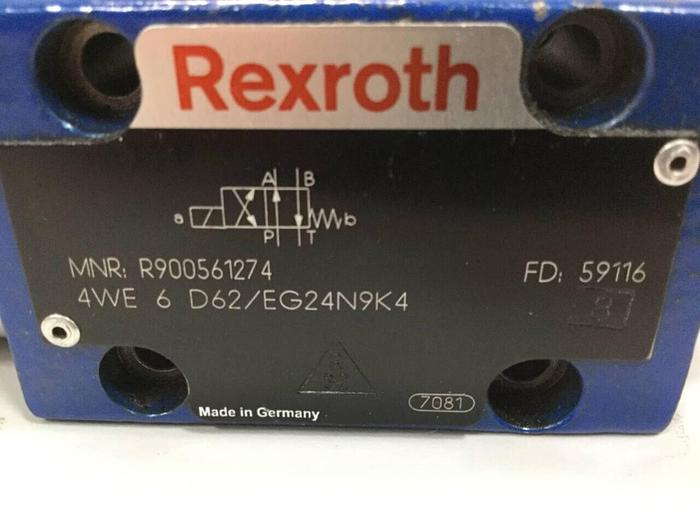 Rexroth
A B
a b
P T
MNR: R900561274 FD: 59116
4WE 6 D62/EG24N9K4
Made in Germany 7081